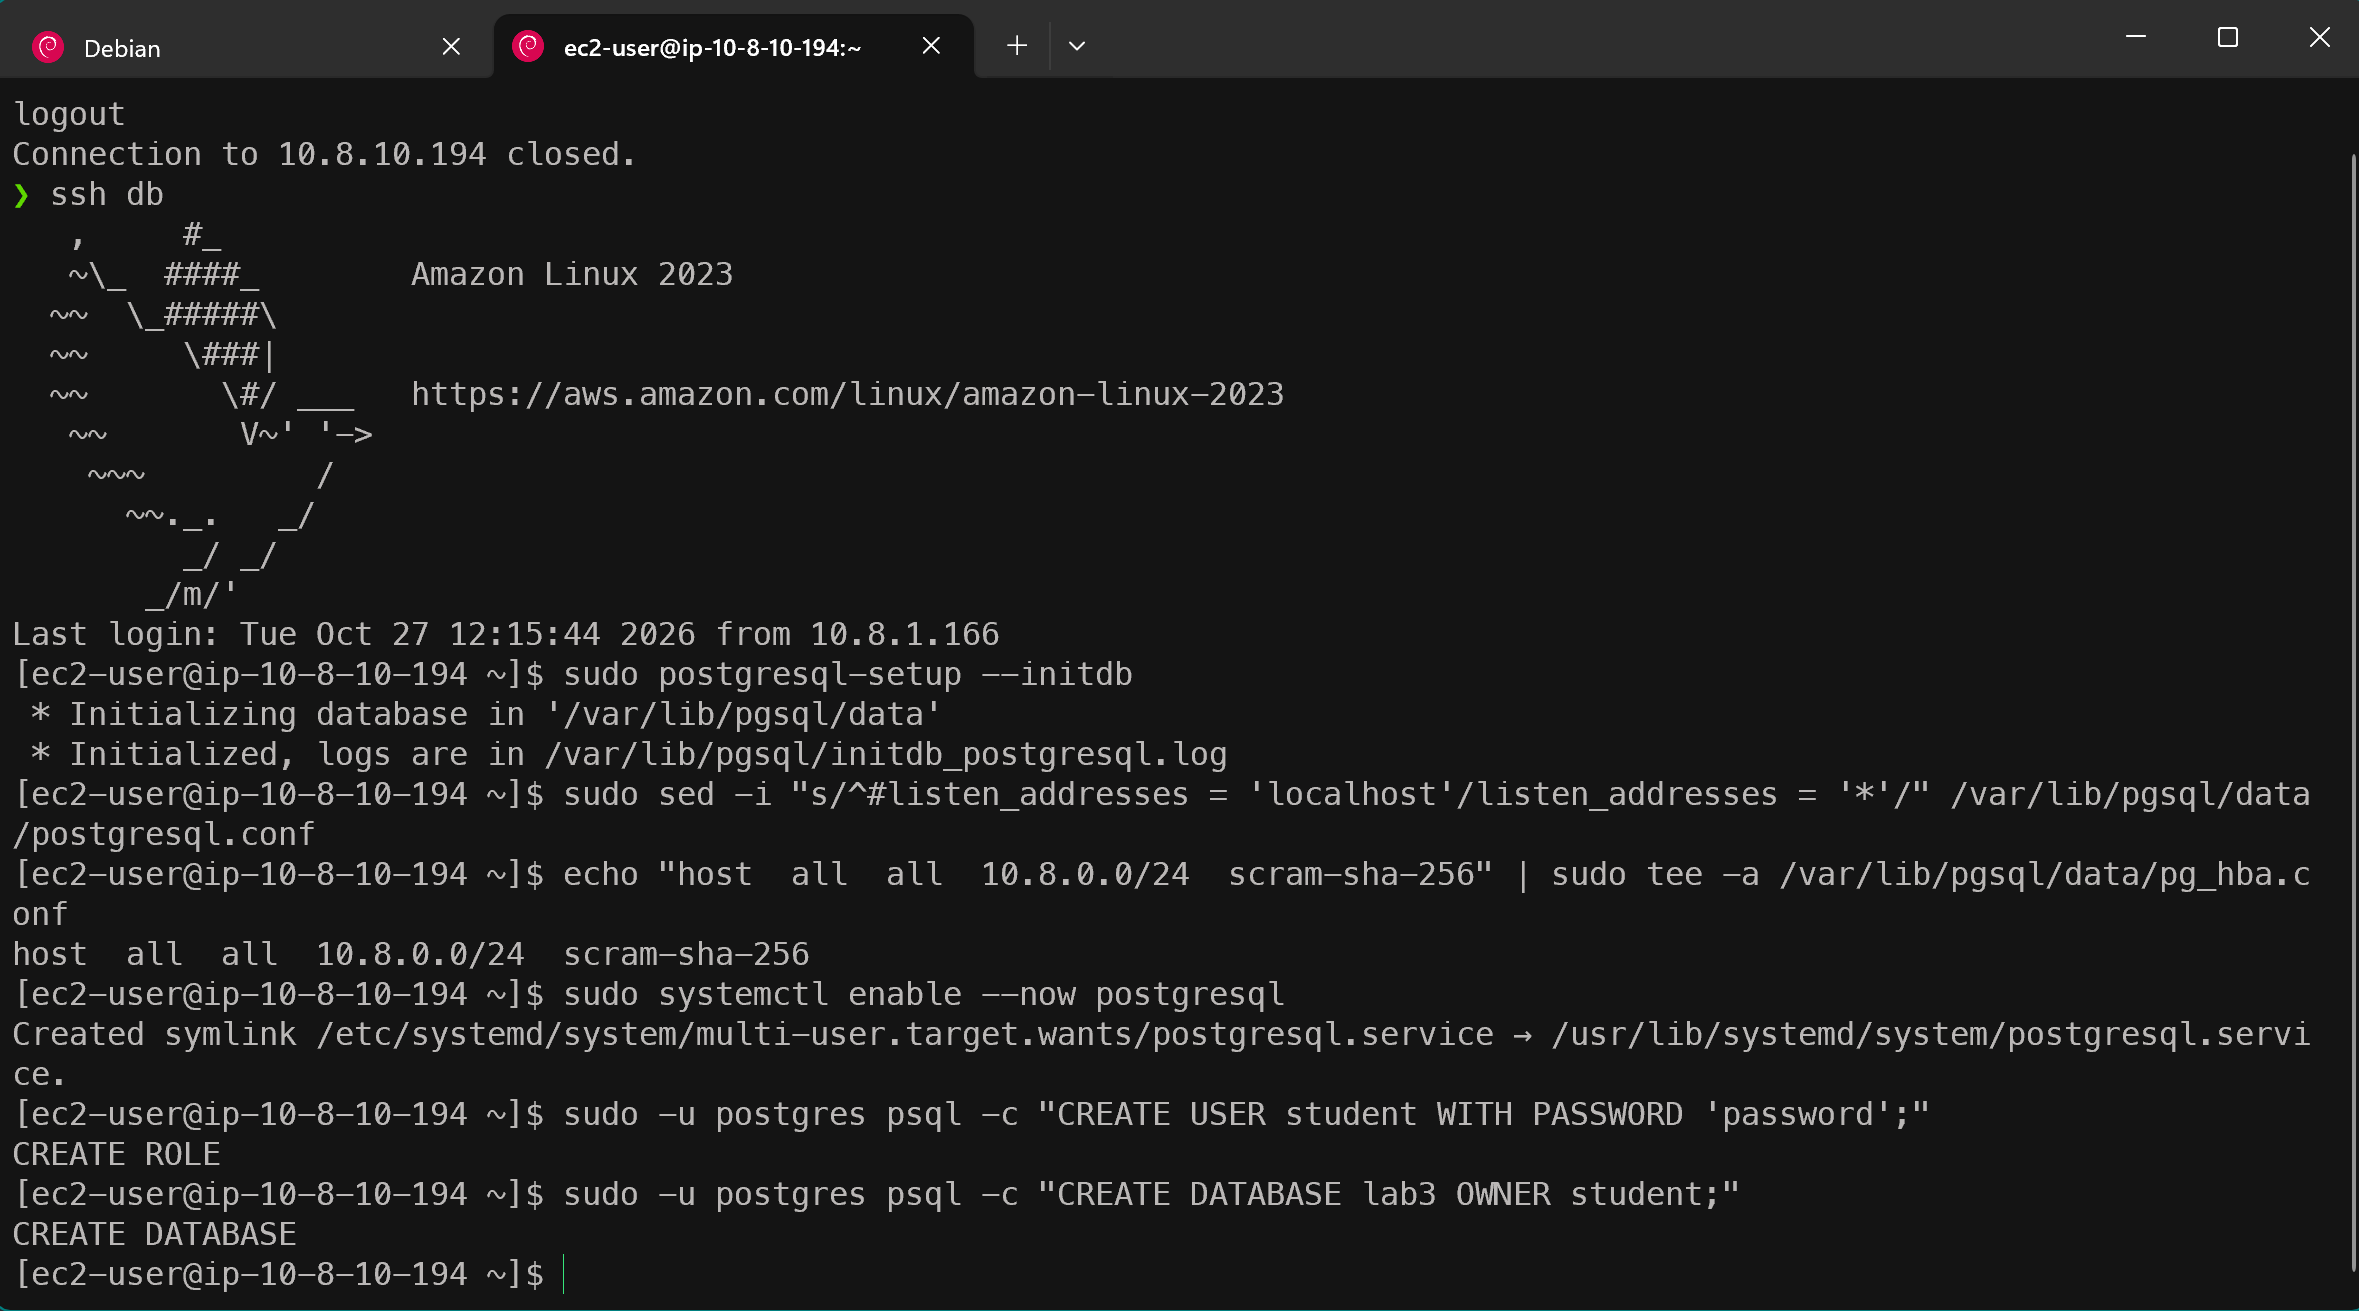 Debian
ec2-user@ip-10-8-10-194:~
logout
Connection to 10.8.10.194 closed.
❯ ssh db
   ,     #_
   ~\_  ####_        Amazon Linux 2023
  ~~  \_#####\
  ~~     \###|
  ~~       \#/ ___   https://aws.amazon.com/linux/amazon-linux-2023
   ~~       V~' '->
    ~~~         /
      ~~._.   _/
         _/ _/
       _/m/'
Last login: Tue Oct 27 12:15:44 2026 from 10.8.1.166
[ec2-user@ip-10-8-10-194 ~]$ sudo postgresql-setup --initdb
 * Initializing database in '/var/lib/pgsql/data'
 * Initialized, logs are in /var/lib/pgsql/initdb_postgresql.log
[ec2-user@ip-10-8-10-194 ~]$ sudo sed -i "s/^#listen_addresses = 'localhost'/listen_addresses = '*'/" /var/lib/pgsql/data
/postgresql.conf
[ec2-user@ip-10-8-10-194 ~]$ echo "host  all  all  10.8.0.0/24  scram-sha-256" | sudo tee -a /var/lib/pgsql/data/pg_hba.c
onf
host  all  all  10.8.0.0/24  scram-sha-256
[ec2-user@ip-10-8-10-194 ~]$ sudo systemctl enable --now postgresql
Created symlink /etc/systemd/system/multi-user.target.wants/postgresql.service → /usr/lib/systemd/system/postgresql.servi
ce.
[ec2-user@ip-10-8-10-194 ~]$ sudo -u postgres psql -c "CREATE USER student WITH PASSWORD 'password';"
CREATE ROLE
[ec2-user@ip-10-8-10-194 ~]$ sudo -u postgres psql -c "CREATE DATABASE lab3 OWNER student;"
CREATE DATABASE
[ec2-user@ip-10-8-10-194 ~]$